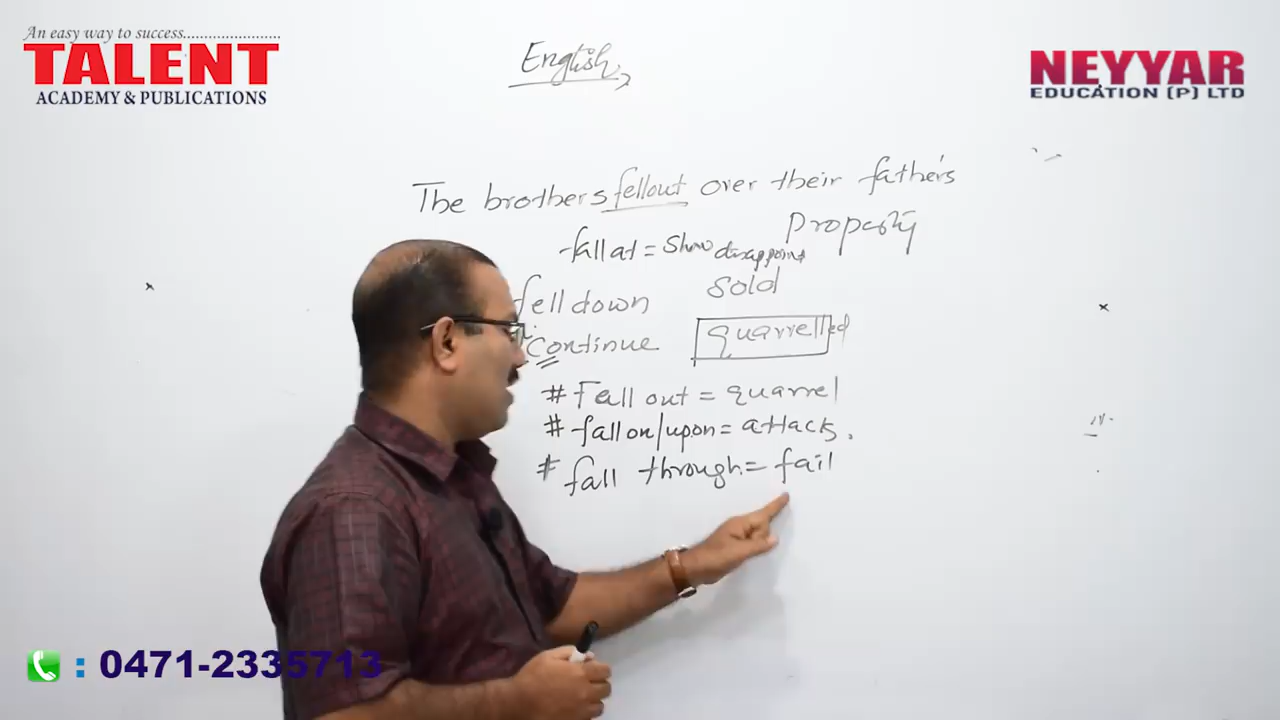 An easy way to success........................
TALENT
ACADEMY & PUBLICATIONS
NEYYAR
EDUCATION (P) LTD
English
The brothers fellout over their father's
Property
fall at = Show disappoint
fell down
sold
Continue
quarrelled
# Fall out = quarrel
# fall on/upon = attack.
# fall through = fail
: 0471-2335713